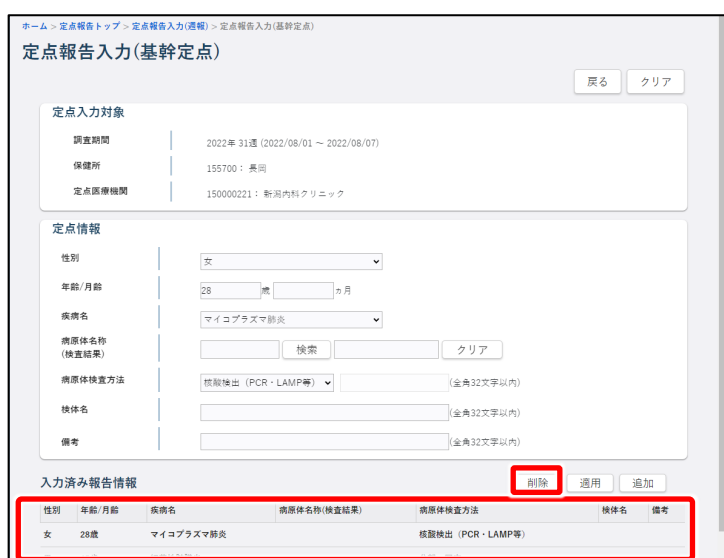 ホーム > 定点報告トップ > 定点報告入力(週報) > 定点報告入力(基幹定点)
定点報告入力(基幹定点)
戻る クリア
定点入力対象
調査期間 2022年 31週 (2022/08/01 ～ 2022/08/07)
保健所 155700： 長岡
定点医療機関 150000221： 新潟内科クリニック
定点情報
性別 女
年齢/月齢 28 歳 ヵ月
疾病名 マイコプラズマ肺炎
病原体名称
(検査結果) 検索 クリア
病原体検査方法 核酸検出（PCR・LAMP等） (全角32文字以内)
検体名 (全角32文字以内)
備考 (全角32文字以内)
入力済み報告情報 削除 適用 追加
性別 年齢/月齢 疾病名 病原体名称(検査結果) 病原体検査方法 検体名 備考
女 28歳 マイコプラズマ肺炎 核酸検出（PCR・LAMP等）